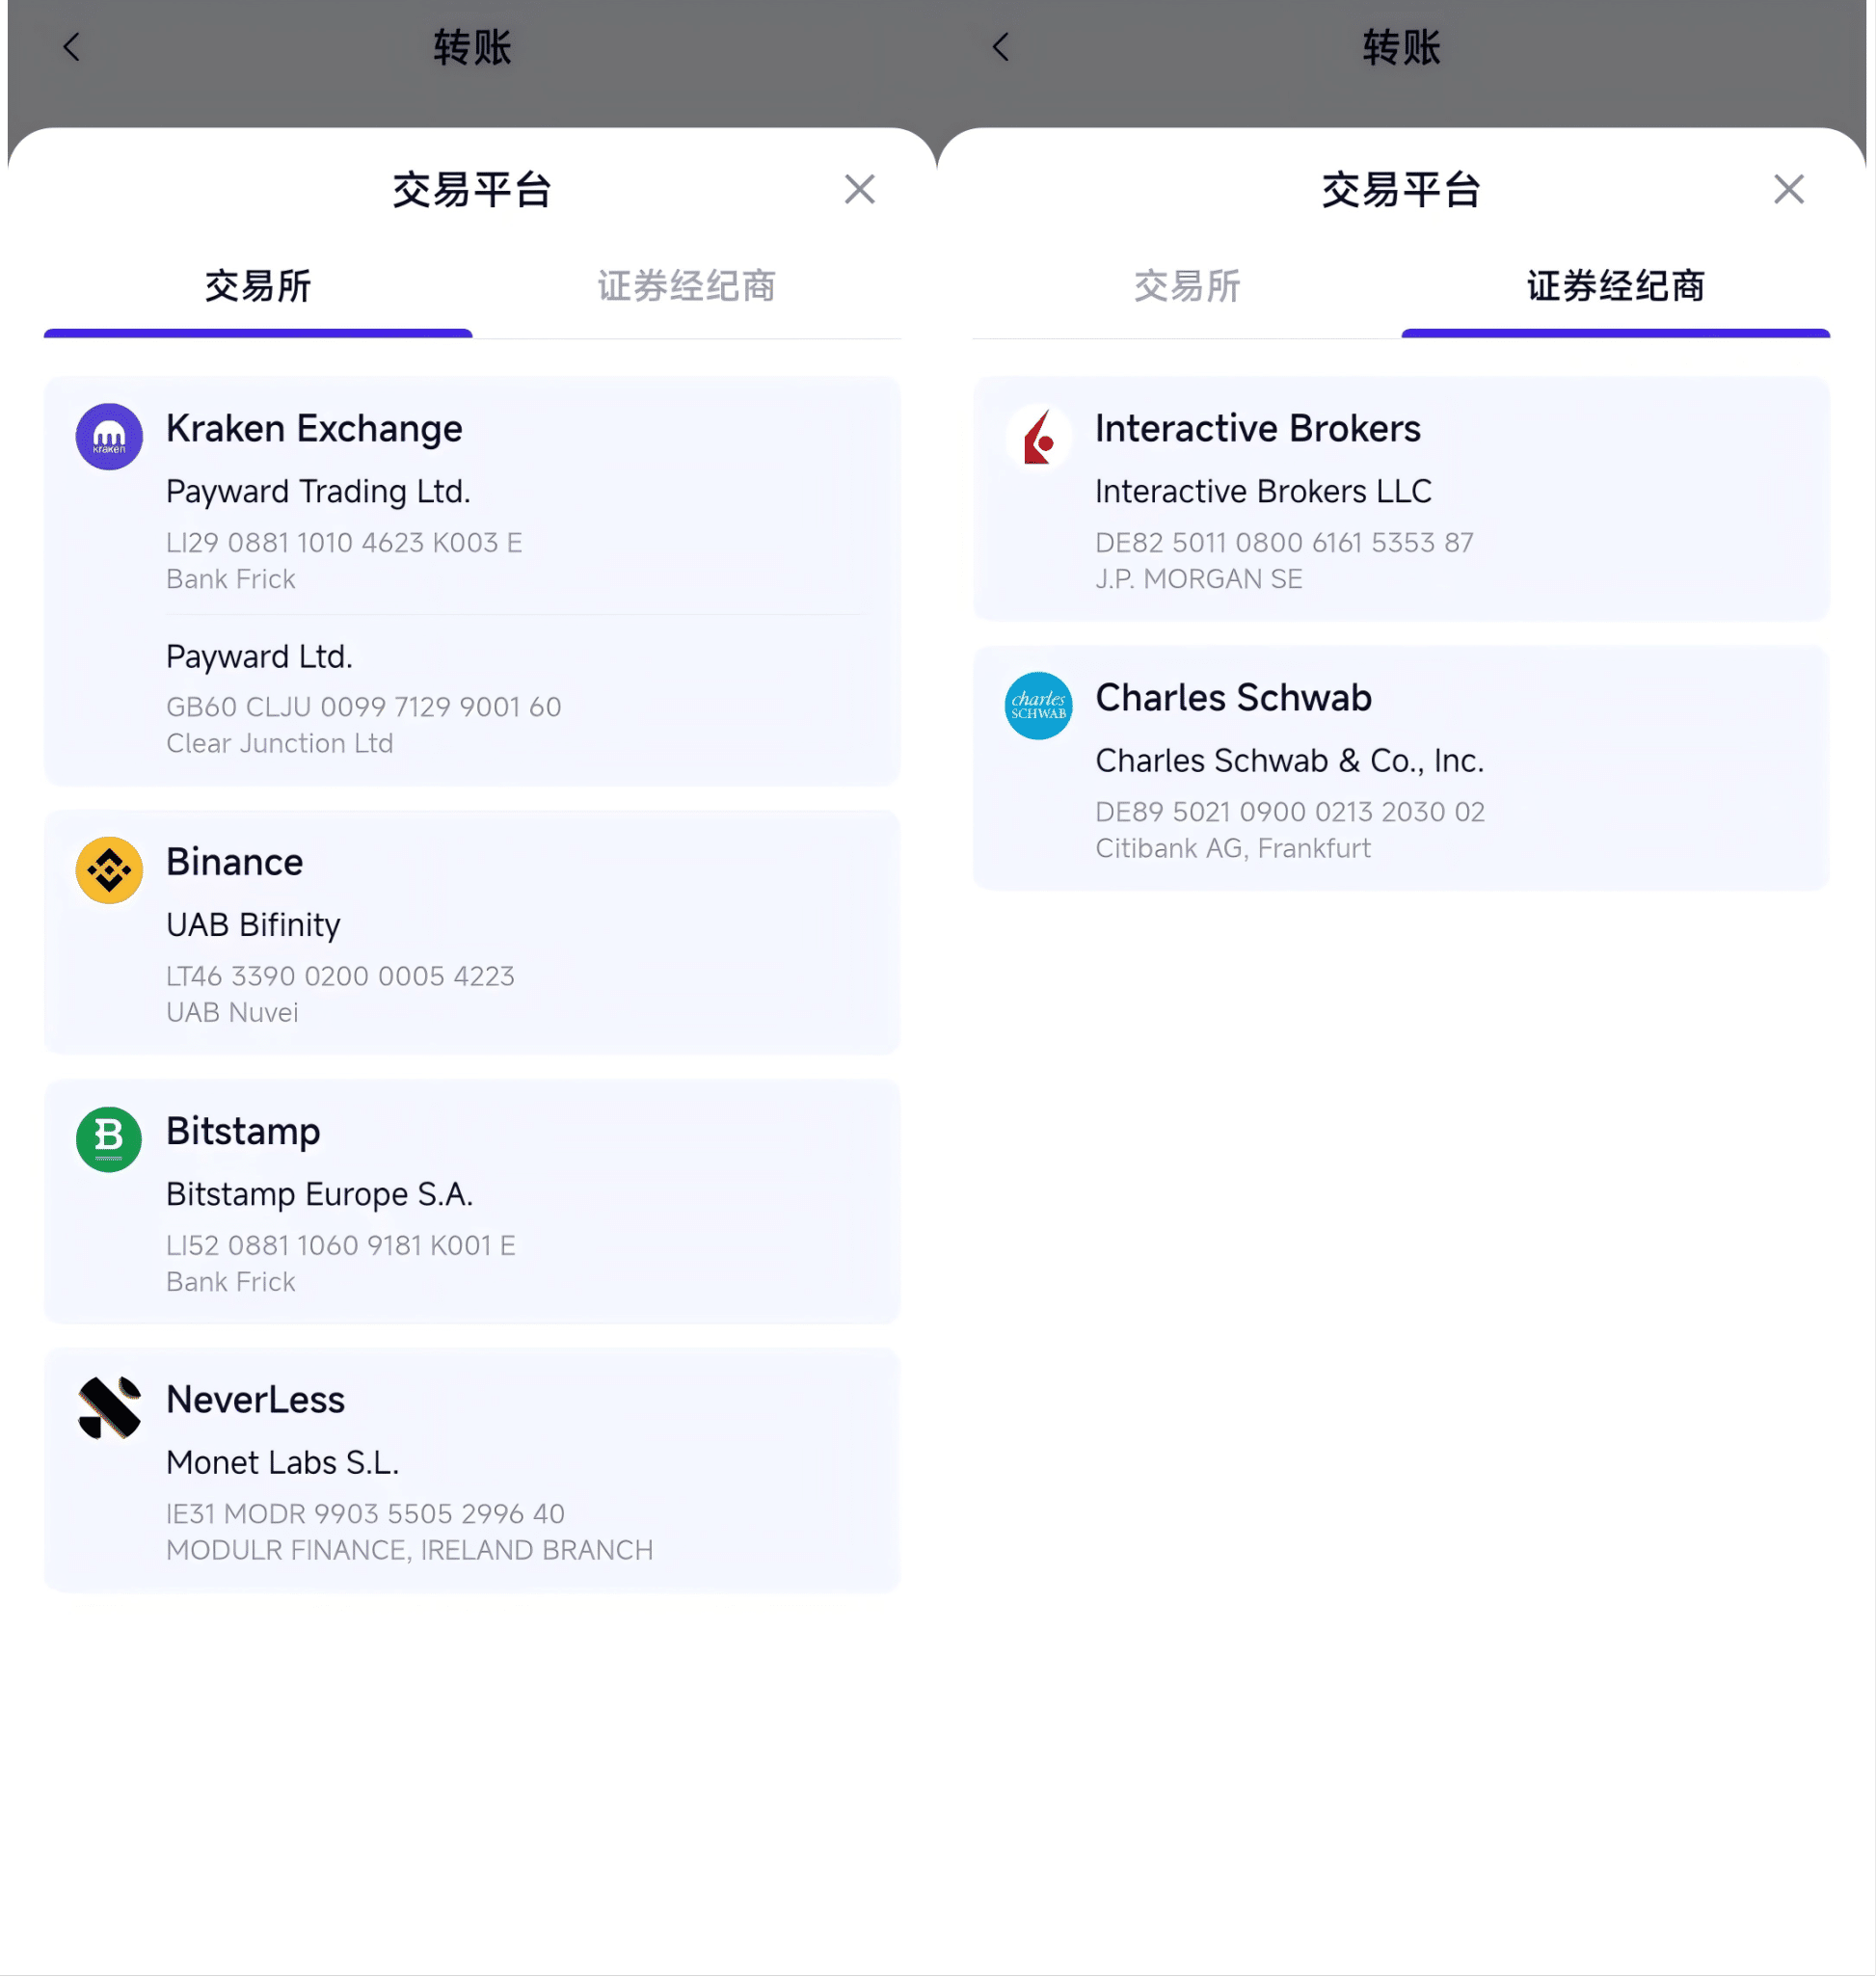 转账
交易平台
交易所
证券经纪商
kraken
Kraken Exchange
Payward Trading Ltd.
LI29 0881 1010 4623 K003 E
Bank Frick
Payward Ltd.
GB60 CLJU 0099 7129 9001 60
Clear Junction Ltd
Binance
UAB Bifinity
LT46 3390 0200 0005 4223
UAB Nuvei
B
Bitstamp
Bitstamp Europe S.A.
LI52 0881 1060 9181 K001 E
Bank Frick
NeverLess
Monet Labs S.L.
IE31 MODR 9903 5505 2996 40
MODULR FINANCE, IRELAND BRANCH
转账
交易平台
交易所
证券经纪商
Interactive Brokers
Interactive Brokers LLC
DE82 5011 0800 6161 5353 87
J.P. MORGAN SE
charles
SCHWAB
Charles Schwab
Charles Schwab & Co., Inc.
DE89 5021 0900 0213 2030 02
Citibank AG, Frankfurt